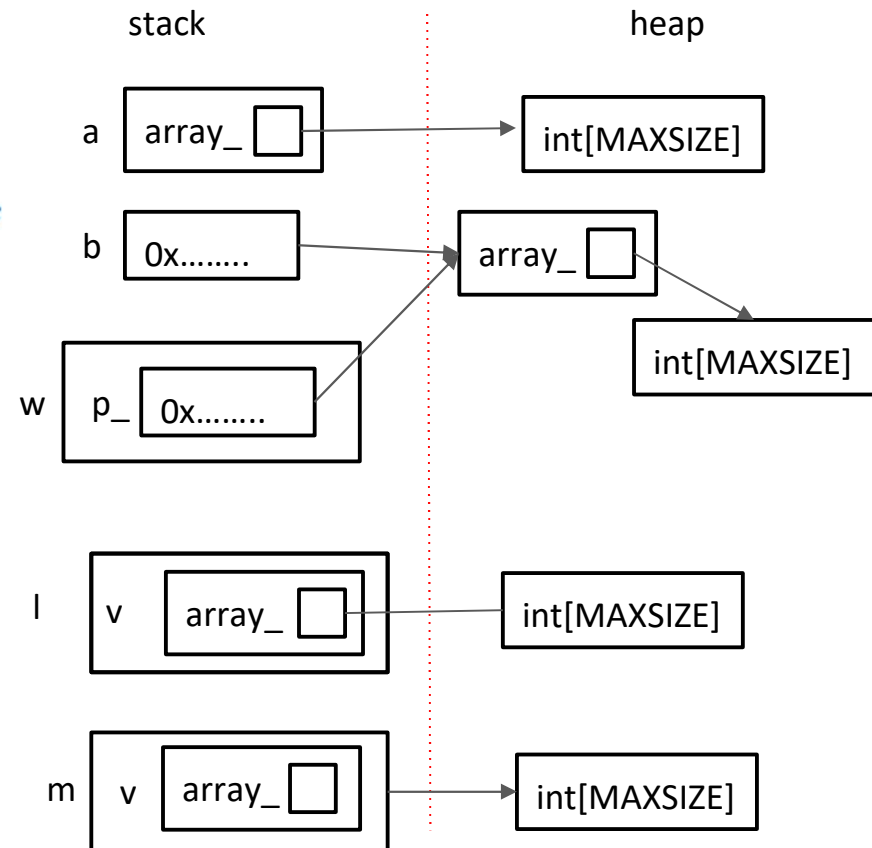 stack heap
a array_ int[MAXSIZE]
b 0x........ array_
int[MAXSIZE]
w p_ 0x........
l v array_ int[MAXSIZE]
m v array_ int[MAXSIZE]